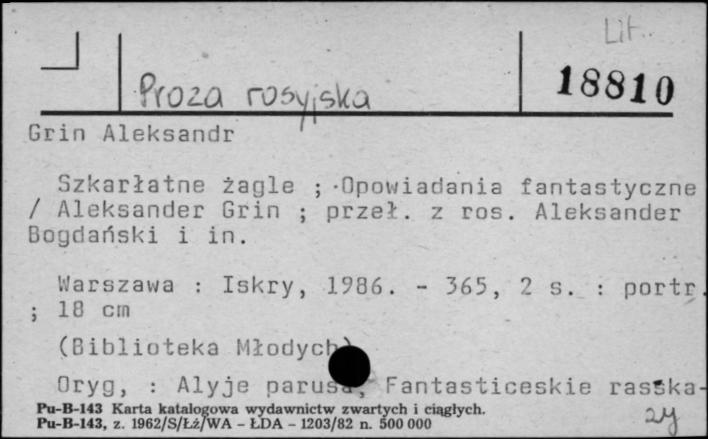 Lit.
Proza rosyjska
18810
Grin Aleksandr
Szkarłatne żagle ; Opowiadania fantastyczne
/ Aleksander Grin ; przeł. z ros. Aleksander
Bogdański i in.
Warszawa : Iskry, 1986. - 365, 2 s. : portr.
; 18 cm
(Biblioteka Młodych)
Oryg, : Alyje parusa, Fantasticeskie rasska-
zy
Pu-B-143 Karta katalogowa wydawnictw zwartych i ciągłych.
Pu-B-143, z. 1962/S/Łź/WA - ŁDA - 1203/82 n. 500 000